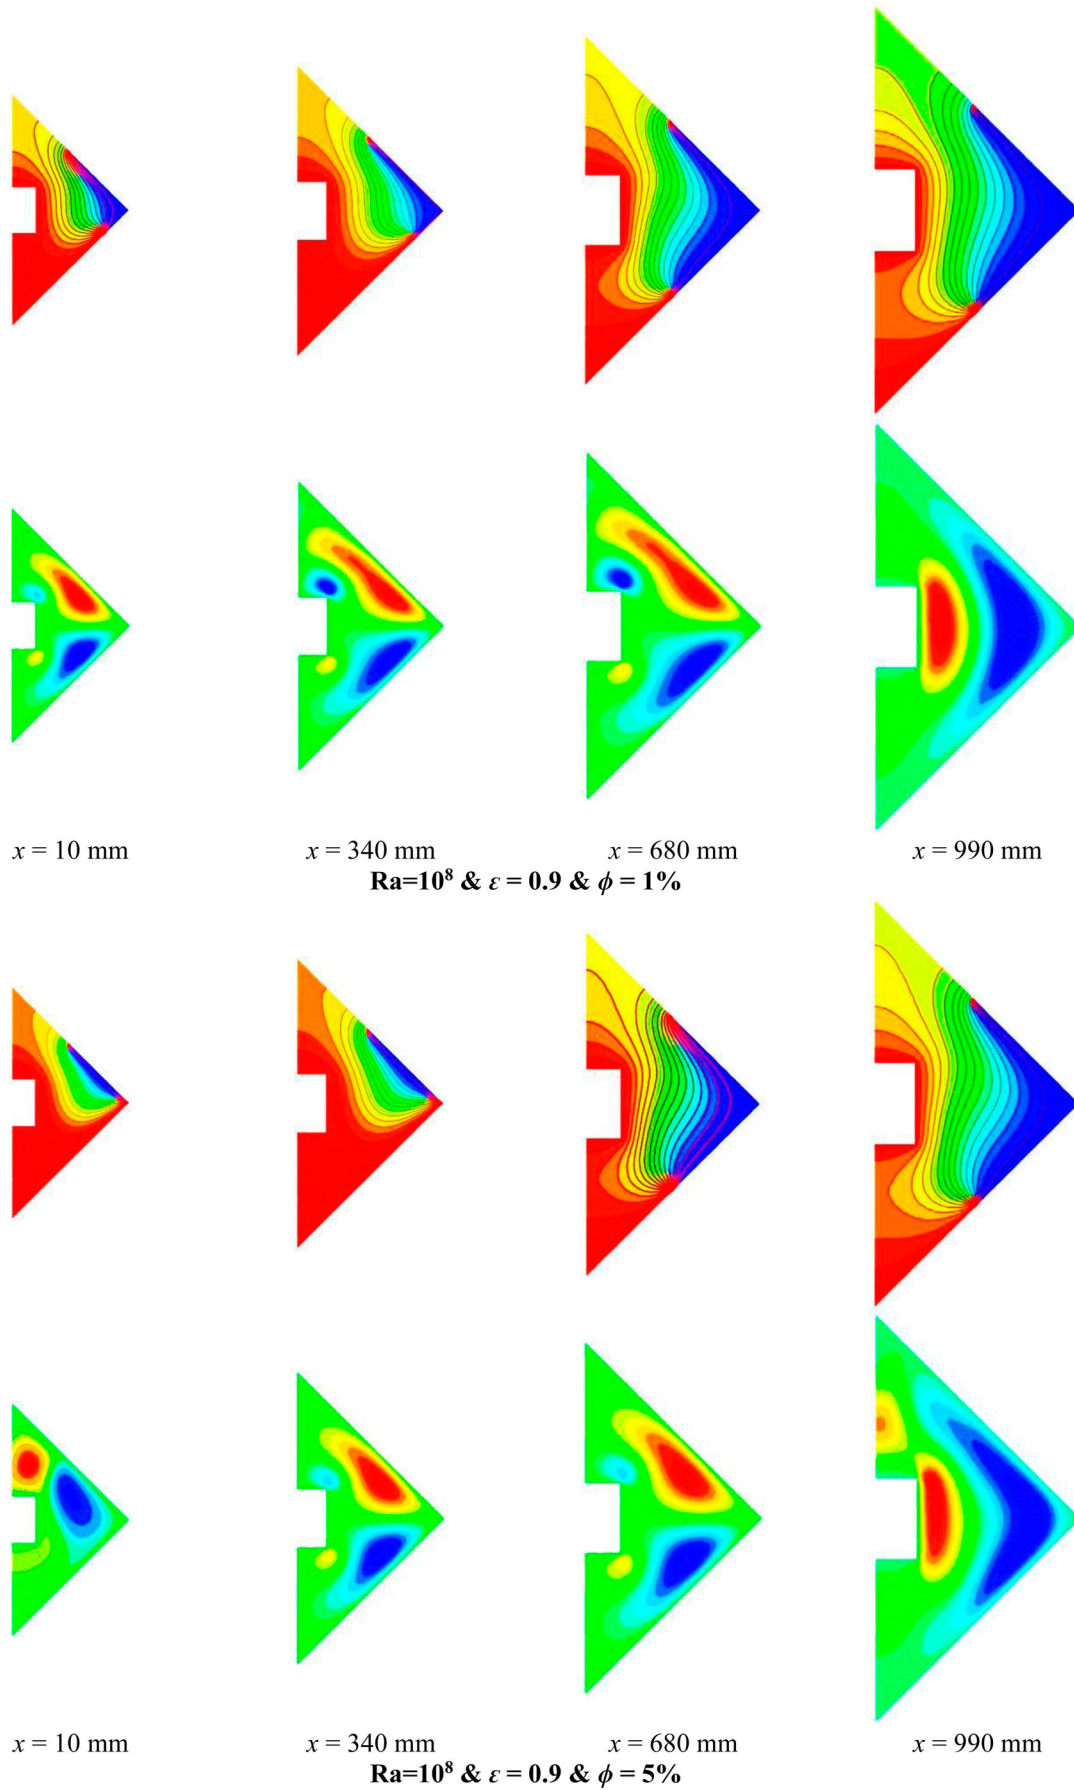 x = 10 mm x = 340 mm x = 680 mm x = 990 mm
Ra=10⁸ & ε = 0.9 & ϕ = 1%
x = 10 mm x = 340 mm x = 680 mm x = 990 mm
Ra=10⁸ & ε = 0.9 & ϕ = 5%